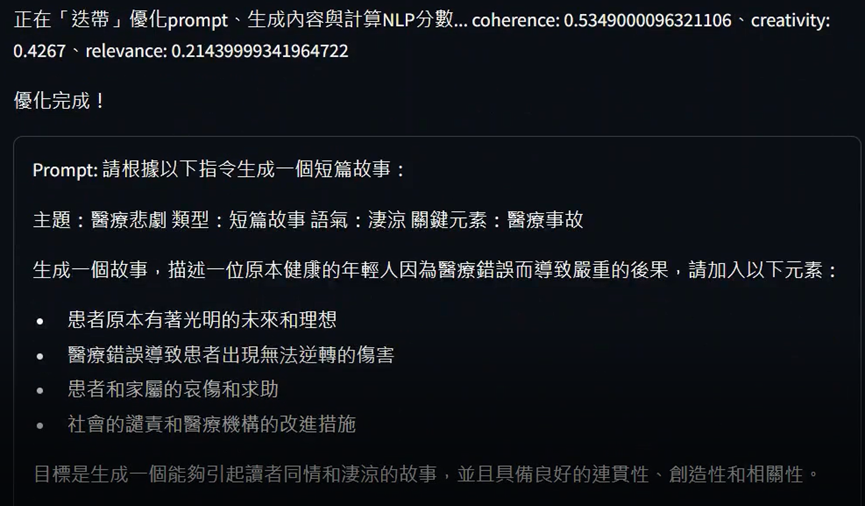 正在「迭帶」優化prompt、生成內容與計算NLP分數... coherence: 0.5349000096321106、creativity:
0.4267、relevance: 0.21439999341964722
優化完成！
Prompt: 請根據以下指令生成一個短篇故事：
主題：醫療悲劇 類型：短篇故事 語氣：淒涼 關鍵元素：醫療事故
生成一個故事，描述一位原本健康的年輕人因為醫療錯誤而導致嚴重的後果，請加入以下元素：
• 患者原本有著光明的未來和理想
• 醫療錯誤導致患者出現無法逆轉的傷害
• 患者和家屬的哀傷和求助
• 社會的譴責和醫療機構的改進措施
目標是生成一個能夠引起讀者同情和淒涼的故事，並且具備良好的連貫性、創造性和相關性。